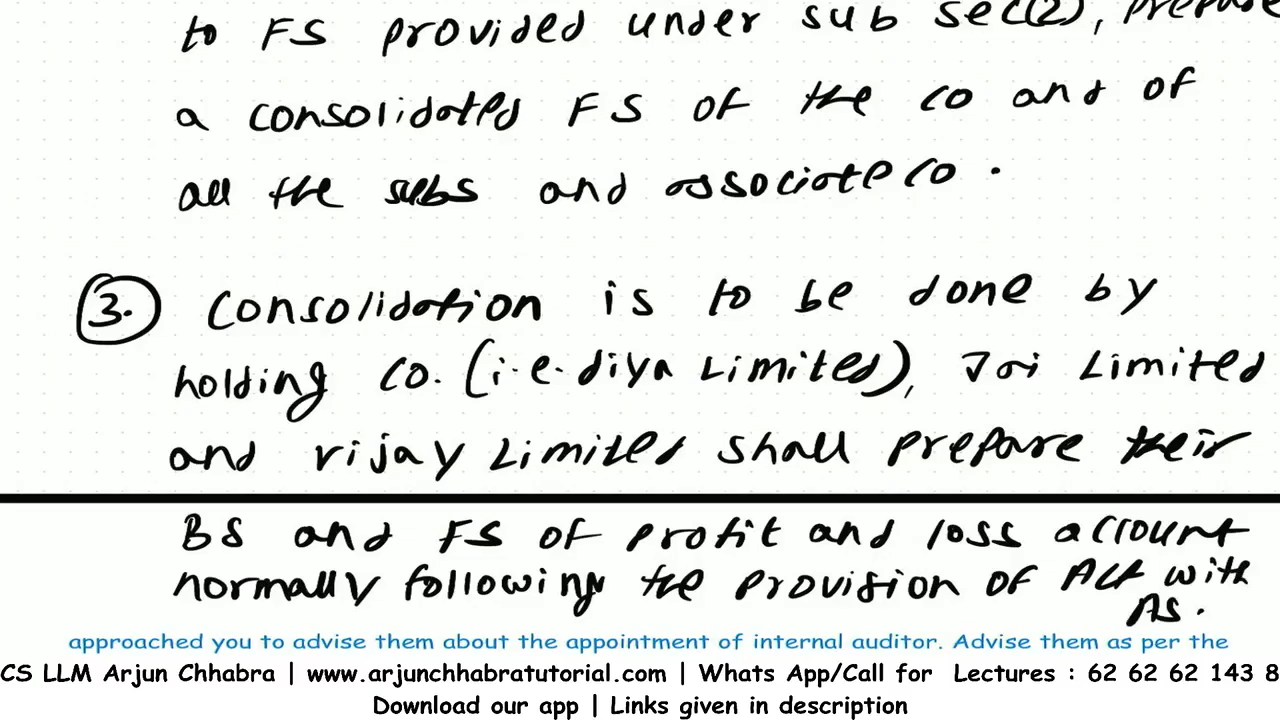 to FS provided under sub sec(2), prepare
a consolidated FS of the co and of
all the subs and associate co.
3. Consolidation is to be done by
holding co. (i.e. diya Limited), Jai Limited
and vijay Limited shall prepare their
BS and FS of profit and loss account
normally following the provision of Act with
AS.
approached you to advise them about the appointment of internal auditor. Advise them as per the
CS LLM Arjun Chhabra | www.arjunchhabratutorial.com | Whats App/Call for Lectures : 62 62 62 143 8
Download our app | Links given in description